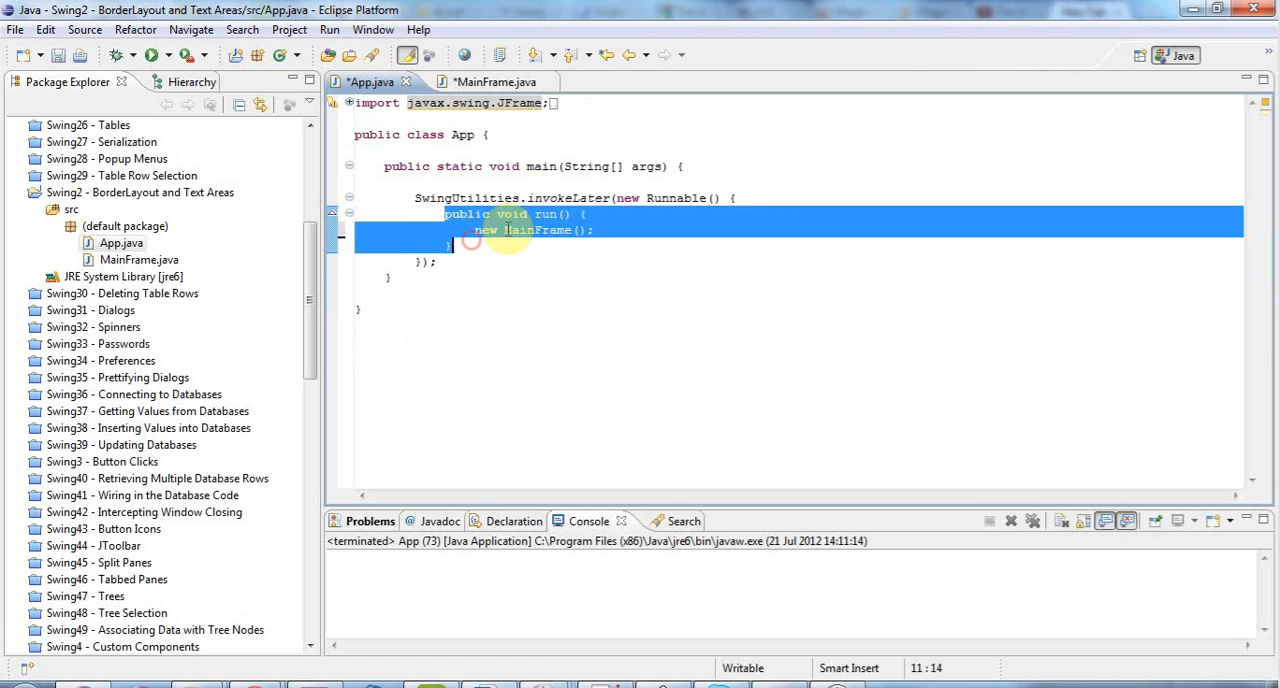 Java - Swing2 - BorderLayout and Text Areas/src/App.java - Eclipse Platform
File Edit Source Refactor Navigate Search Project Run Window Help
Java
Package Explorer Hierarchy
*App.java *MainFrame.java
import javax.swing.JFrame;
public class App {
public static void main(String[] args) {
SwingUtilities.invokeLater(new Runnable() {
public void run() {
new MainFrame();
}
});
}
}
Swing26 - Tables
Swing27 - Serialization
Swing28 - Popup Menus
Swing29 - Table Row Selection
Swing2 - BorderLayout and Text Areas
src
(default package)
App.java
MainFrame.java
JRE System Library [jre6]
Swing30 - Deleting Table Rows
Swing31 - Dialogs
Swing32 - Spinners
Swing33 - Passwords
Swing34 - Preferences
Swing35 - Prettifying Dialogs
Swing36 - Connecting to Databases
Swing37 - Getting Values from Databases
Swing38 - Inserting Values into Databases
Swing39 - Updating Databases
Swing3 - Button Clicks
Swing40 - Retrieving Multiple Database Rows
Swing41 - Wiring in the Database Code
Swing42 - Intercepting Window Closing
Swing43 - Button Icons
Swing44 - JToolbar
Swing45 - Split Panes
Swing46 - Tabbed Panes
Swing47 - Trees
Swing48 - Tree Selection
Swing49 - Associating Data with Tree Nodes
Swing4 - Custom Components
Problems @ Javadoc Declaration Console Search
<terminated> App (73) [Java Application] C:\Program Files (x86)\Java\jre6\bin\javaw.exe (21 Jul 2012 14:11:14)
Writable Smart Insert 11 : 14